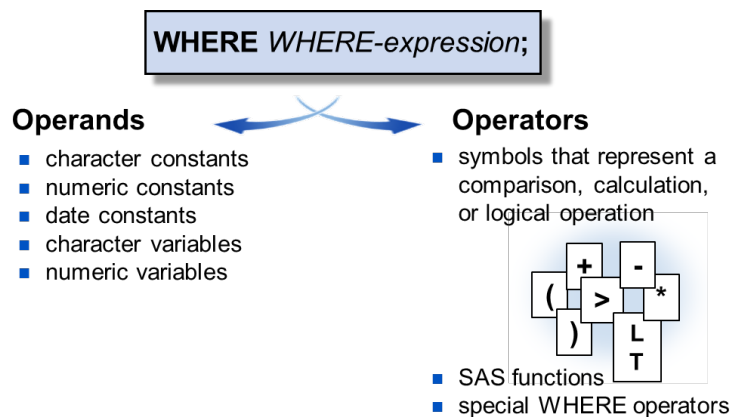 WHERE WHERE-expression;
Operands
character constants
numeric constants
date constants
character variables
numeric variables
Operators
symbols that represent a
comparison, calculation,
or logical operation
+ -
( > *
) L
T
SAS functions
special WHERE operators